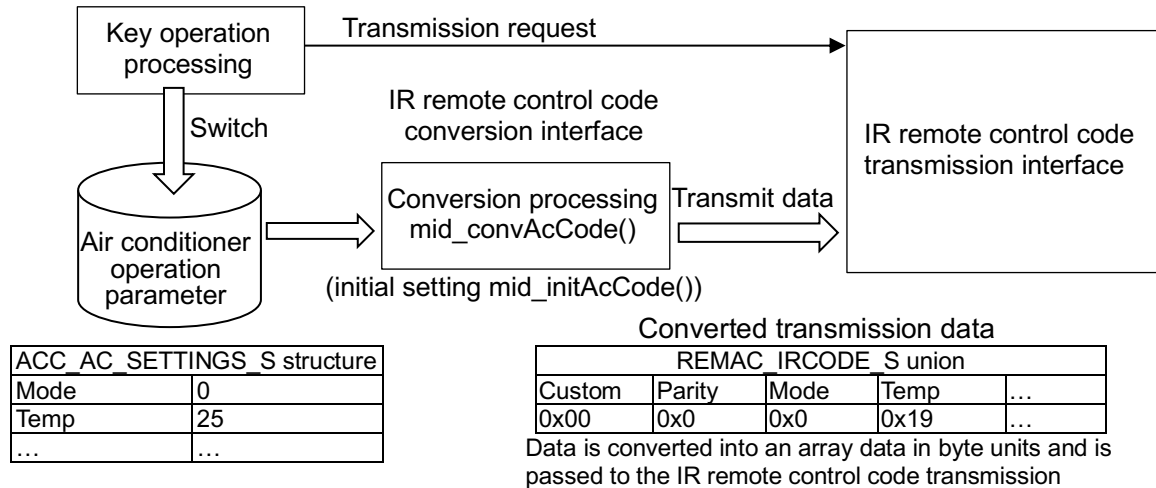 Key operation
processing
Transmission request
Switch
IR remote control code
conversion interface
IR remote control code
transmission interface
Air conditioner
operation
parameter
Conversion processing
mid_convAcCode()
Transmit data
(initial setting mid_initAcCode())
ACC_AC_SETTINGS_S structure
Mode 0
Temp 25
… …
Converted transmission data
REMAC_IRCODE_S union
Custom Parity Mode Temp …
0x00 0x0 0x0 0x19 …
Data is converted into an array data in byte units and is
passed to the IR remote control code transmission